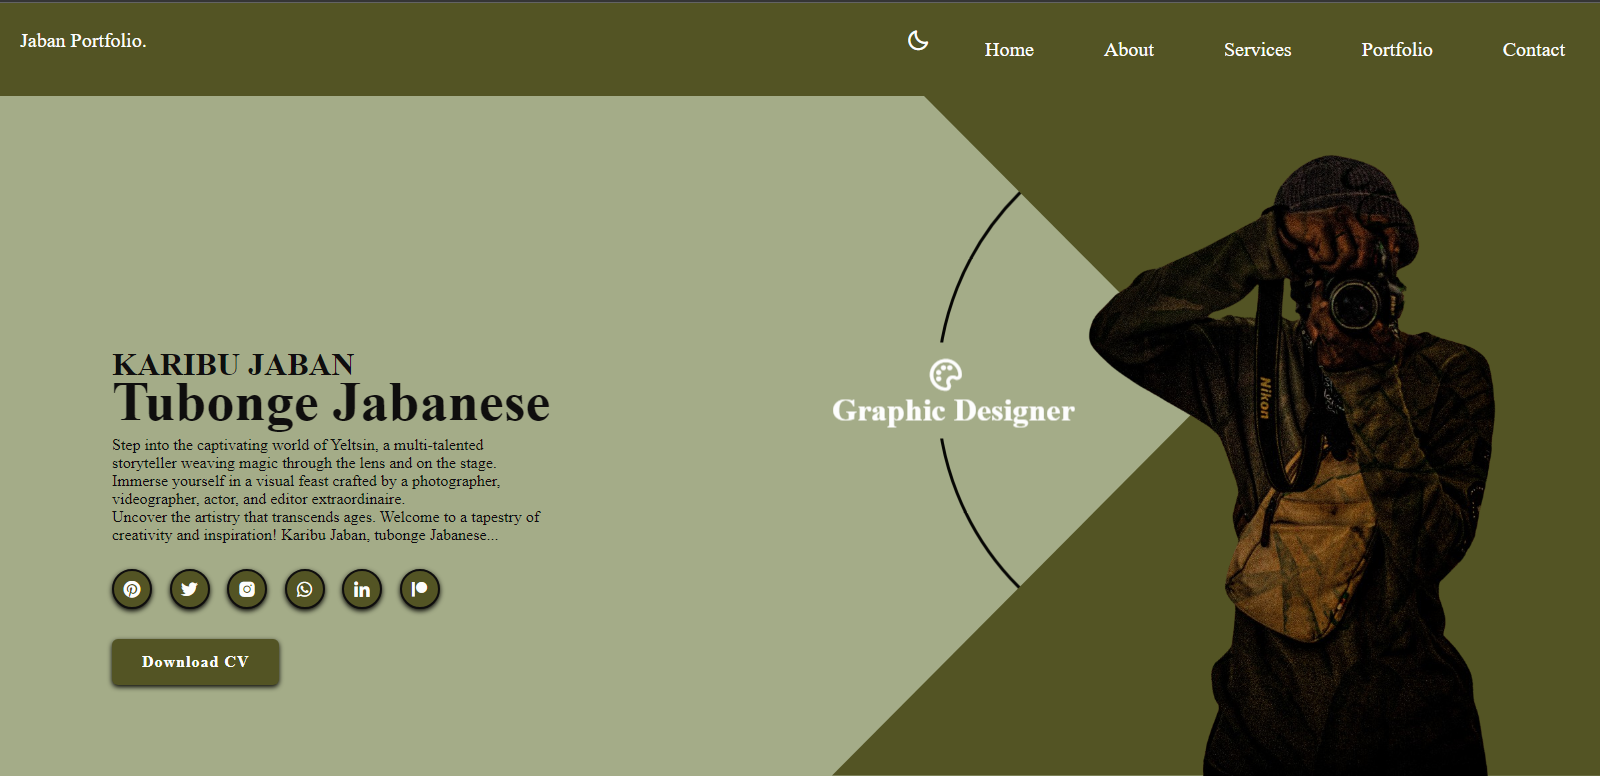 Jaban Portfolio.
Home
About
Services
Portfolio
Contact
KARIBU JABAN
Tubonge Jabanese
Step into the captivating world of Yeltsin, a multi-talented
storyteller weaving magic through the lens and on the stage.
Immerse yourself in a visual feast crafted by a photographer,
videographer, actor, and editor extraordinaire.
Uncover the artistry that transcends ages. Welcome to a tapestry of
creativity and inspiration! Karibu Jaban, tubonge Jabanese...
Download CV
Graphic Designer
Nikon